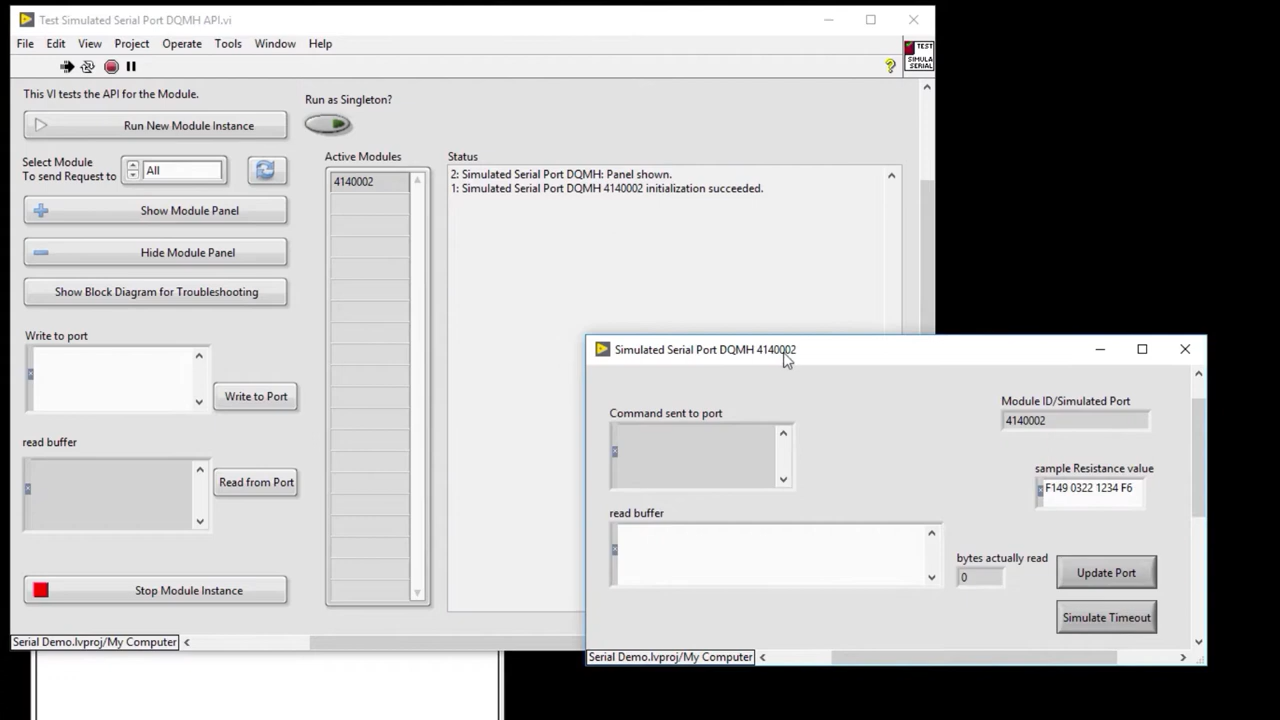 Test Simulated Serial Port DQMH API.vi
File Edit View Project Operate Tools Window Help
TEST
SIMULA
SERIAL
This VI tests the API for the Module.
Run as Singleton?
Run New Module Instance
Select Module
To send Request to
All
Show Module Panel
Hide Module Panel
Show Block Diagram for Troubleshooting
Write to port
Write to Port
read buffer
Read from Port
Stop Module Instance
Active Modules
4140002
Status
2: Simulated Serial Port DQMH: Panel shown.
1: Simulated Serial Port DQMH 4140002 initialization succeeded.
Serial Demo.lvproj/My Computer
Simulated Serial Port DQMH 4140002
Command sent to port
Module ID/Simulated Port
4140002
sample Resistance value
F149 0322 1234 F6
read buffer
bytes actually read
0
Update Port
Simulate Timeout
Serial Demo.lvproj/My Computer